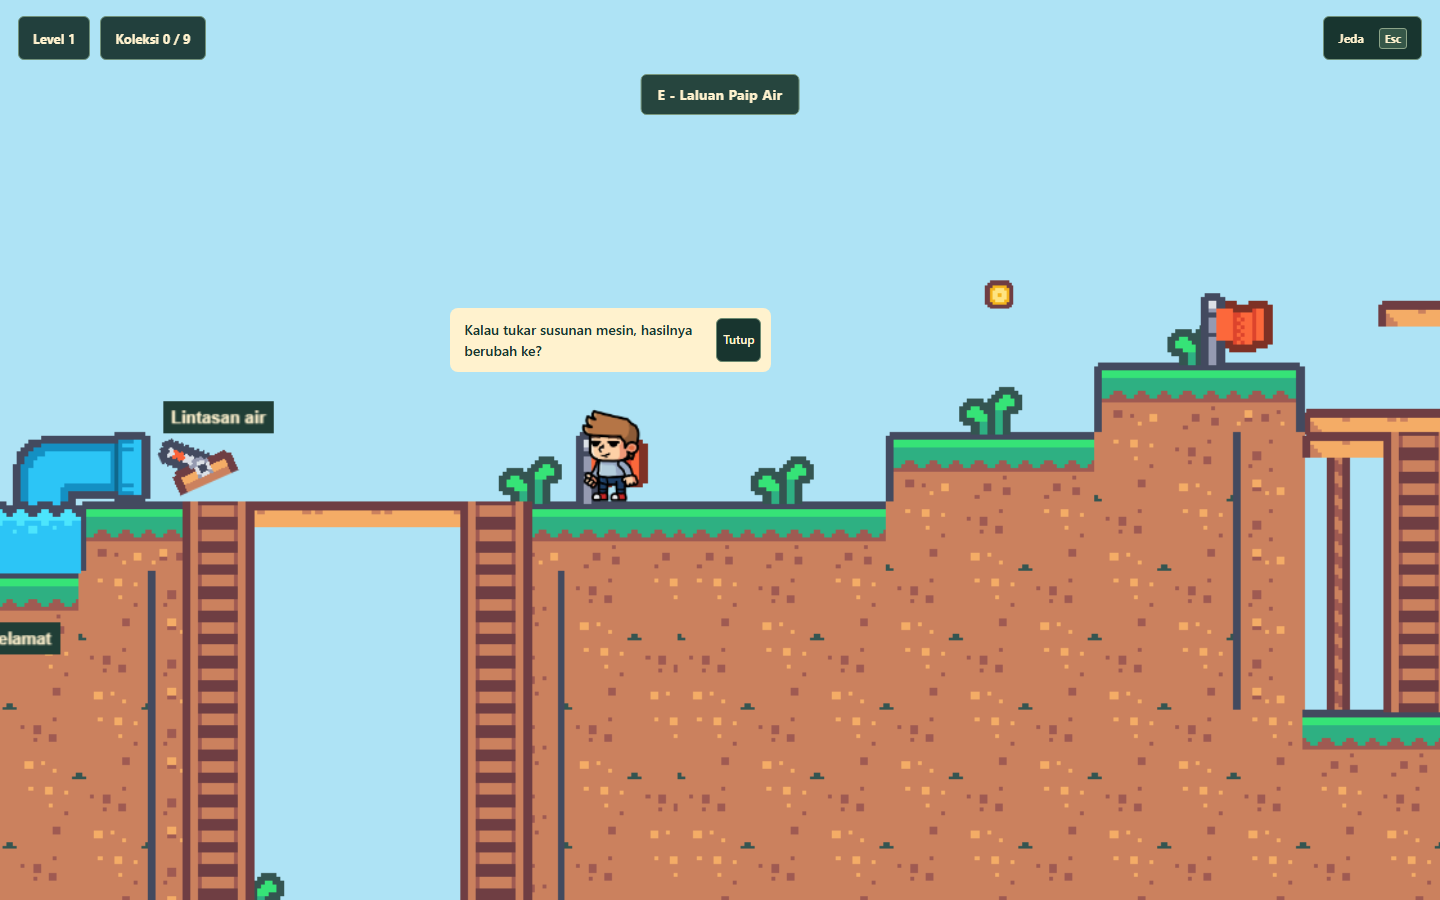 Level 1
Koleksi 0 / 9
Jeda Esc
E - Laluan Paip Air
Kalau tukar susunan mesin, hasilnya
berubah ke?
Tutup
Lintasan air
elamat